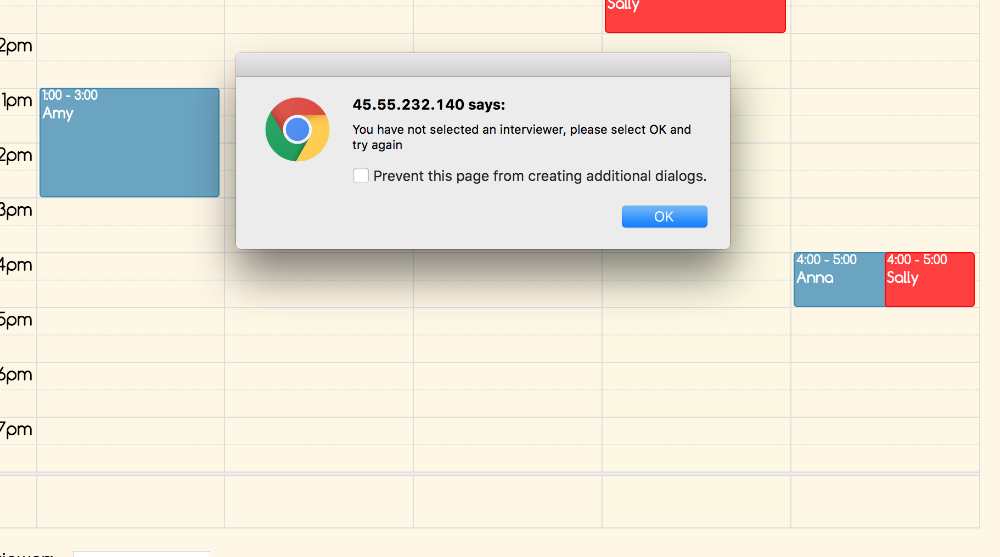 Sally
2pm
45.55.232.140 says:
You have not selected an interviewer, please select OK and
try again
Prevent this page from creating additional dialogs.
OK
1pm
1:00 - 3:00
Amy
2pm
3pm
4pm
4:00 - 5:00
Anna
4:00 - 5:00
Sally
5pm
6pm
7pm